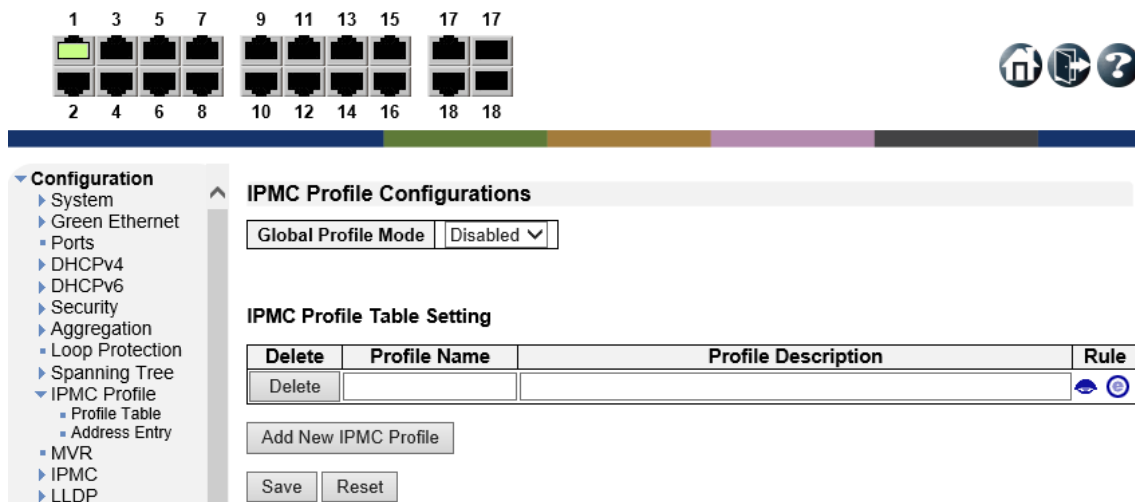 1 3 5 7 9 11 13 15 17 17
2 4 6 8 10 12 14 16 18 18
?
Configuration
System
Green Ethernet
Ports
DHCPv4
DHCPv6
Security
Aggregation
Loop Protection
Spanning Tree
IPMC Profile
Profile Table
Address Entry
MVR
IPMC
LLDP
IPMC Profile Configurations
Global Profile Mode Disabled
IPMC Profile Table Setting
Delete Profile Name Profile Description Rule
Delete e
Add New IPMC Profile
Save Reset